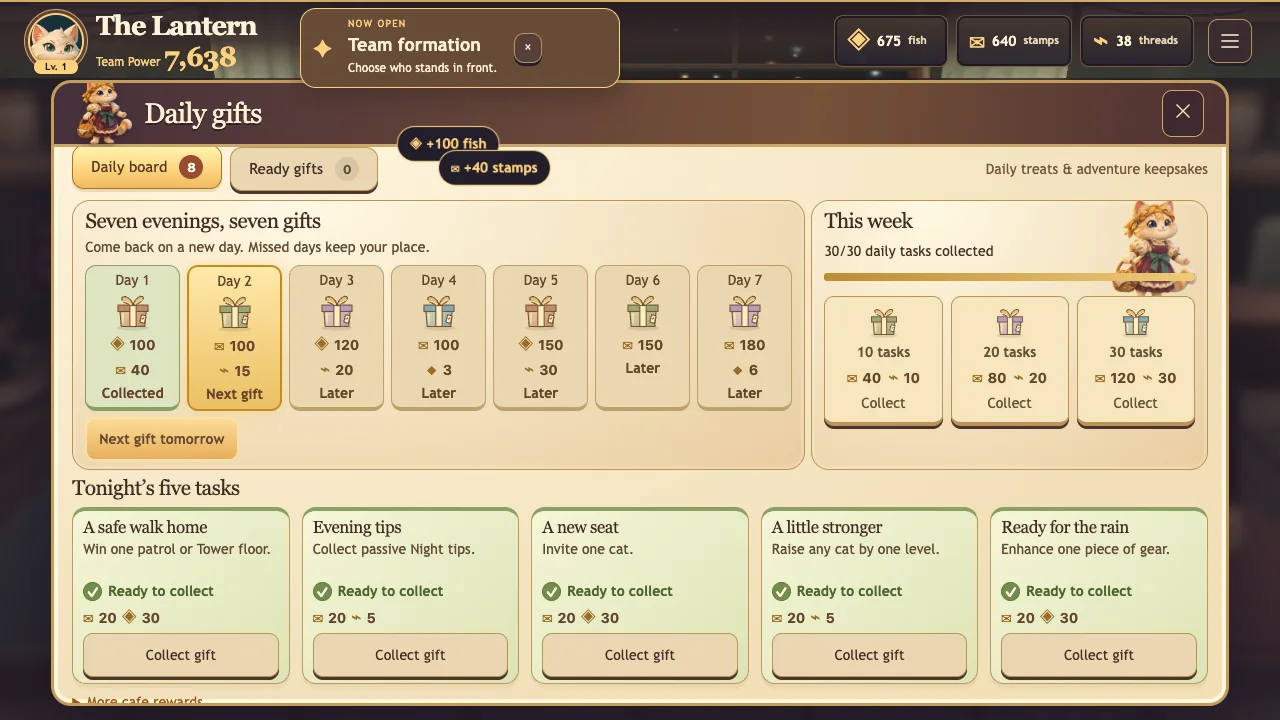 The Lantern
Lv. 1
Team Power 7,638
NOW OPEN
Team formation
Choose who stands in front.
×
675 fish
640 stamps
38 threads
Daily gifts
+100 fish
+40 stamps
Daily board 8
Ready gifts 0
Daily treats & adventure keepsakes
Seven evenings, seven gifts
Come back on a new day. Missed days keep your place.
Day 1
100
40
Collected
Day 2
100
15
Next gift
Day 3
120
20
Later
Day 4
100
3
Later
Day 5
150
30
Later
Day 6
150
Later
Day 7
180
6
Later
Next gift tomorrow
This week
30/30 daily tasks collected
10 tasks
40 10
Collect
20 tasks
80 20
Collect
30 tasks
120 30
Collect
Tonight's five tasks
A safe walk home
Win one patrol or Tower floor.
Ready to collect
20 30
Collect gift
Evening tips
Collect passive Night tips.
Ready to collect
20 5
Collect gift
A new seat
Invite one cat.
Ready to collect
20 30
Collect gift
A little stronger
Raise any cat by one level.
Ready to collect
20 5
Collect gift
Ready for the rain
Enhance one piece of gear.
Ready to collect
20 30
Collect gift
More cafe rewards